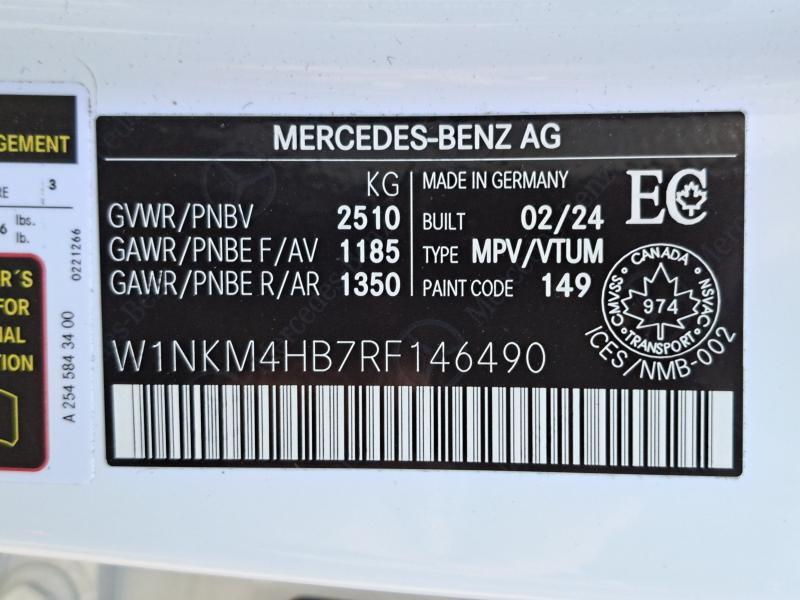 MERCEDES-BENZ AG
KG
GVWR/PNBV 2510
GAWR/PNBE F/AV 1185
GAWR/PNBE R/AR 1350
MADE IN GERMANY
BUILT 02/24
TYPE MPV/VTUM
PAINT CODE 149
EC
CANADA
CMVSS 974 NSVAC
TRANSPORT
ICES/NMB-002
W1NKM4HB7RF146490
GEMENT
RE 3
6 lbs.
lb.
0221266
R´S
FOR
NAL
TION
A 254 584 34 00